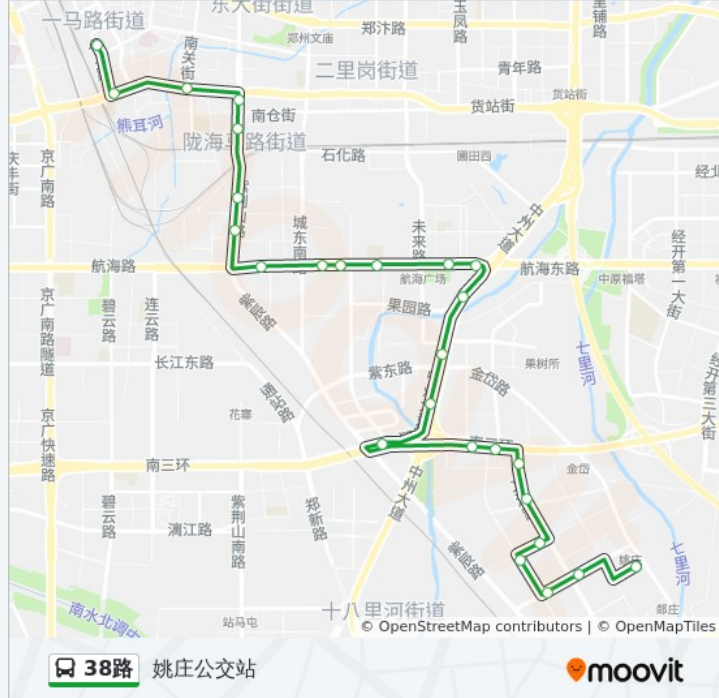 一马路街道
东大街街道
南关街
郑州文庙
郑汴路
玉凤路
里铺路
二里岗街道
青年路
货站街
货站街
南仓街
熊耳河
陇海马路街道
石化路
圃田西
京广南路
经北
城东南路
未来路
中州大道
航海路
航海广场
航海东路
中原福塔
经开第一大街
京广南路隧道
碧云路
连云路
紫辰路
果园路
七里河
长江东路
紫东路
金岱路
果树所
经开第三大街
通站路
花寨
京广快速路
南三环
中州大道
金岱
碧云路
漓江路
紫荆山南路
郑新路
紫辰路
姚庄
七里河
南水北调中
站马屯
十八里河街道
郎庄
© OpenStreetMap contributors | © OpenMapTiles
38路 姚庄公交站
moovit